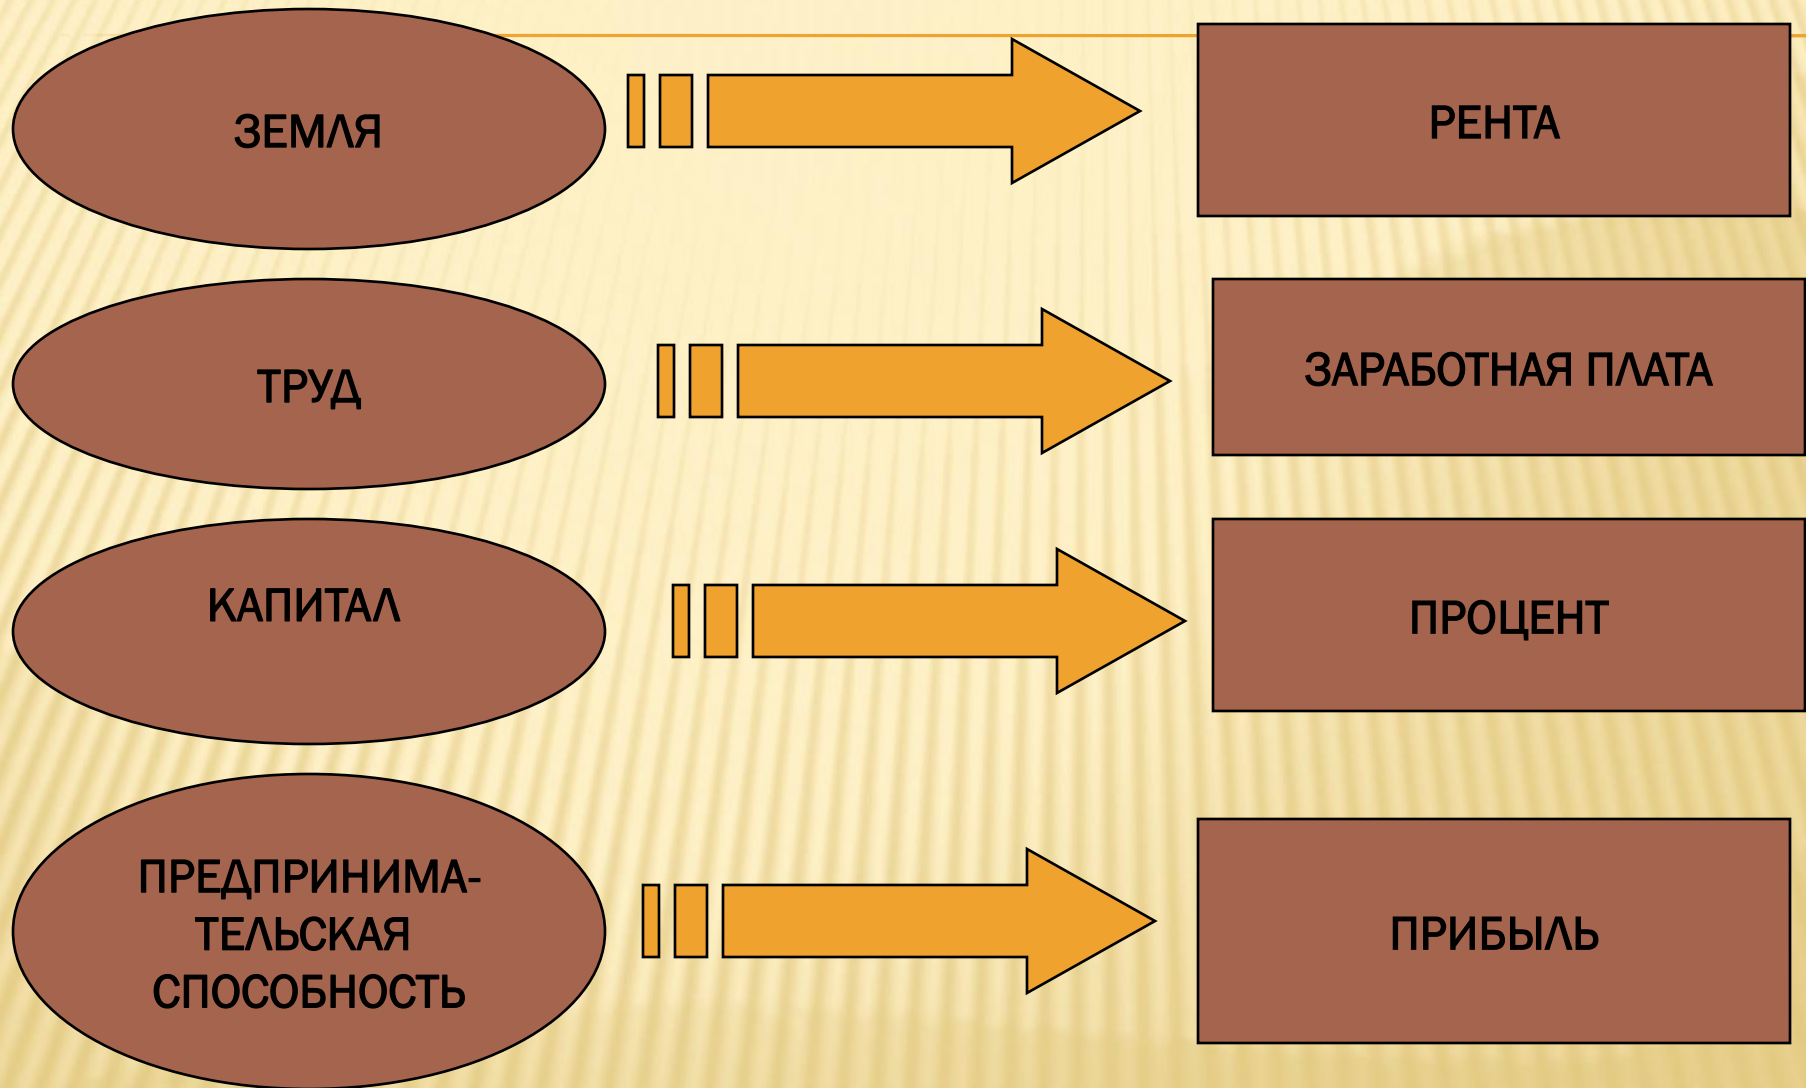 ЗЕМЛЯ
РЕНТА
ТРУД
ЗАРАБОТНАЯ ПЛАТА
КАПИТАЛ
ПРОЦЕНТ
ПРЕДПРИНИМА-
ТЕЛЬСКАЯ
СПОСОБНОСТЬ
ПРИБЫЛЬ